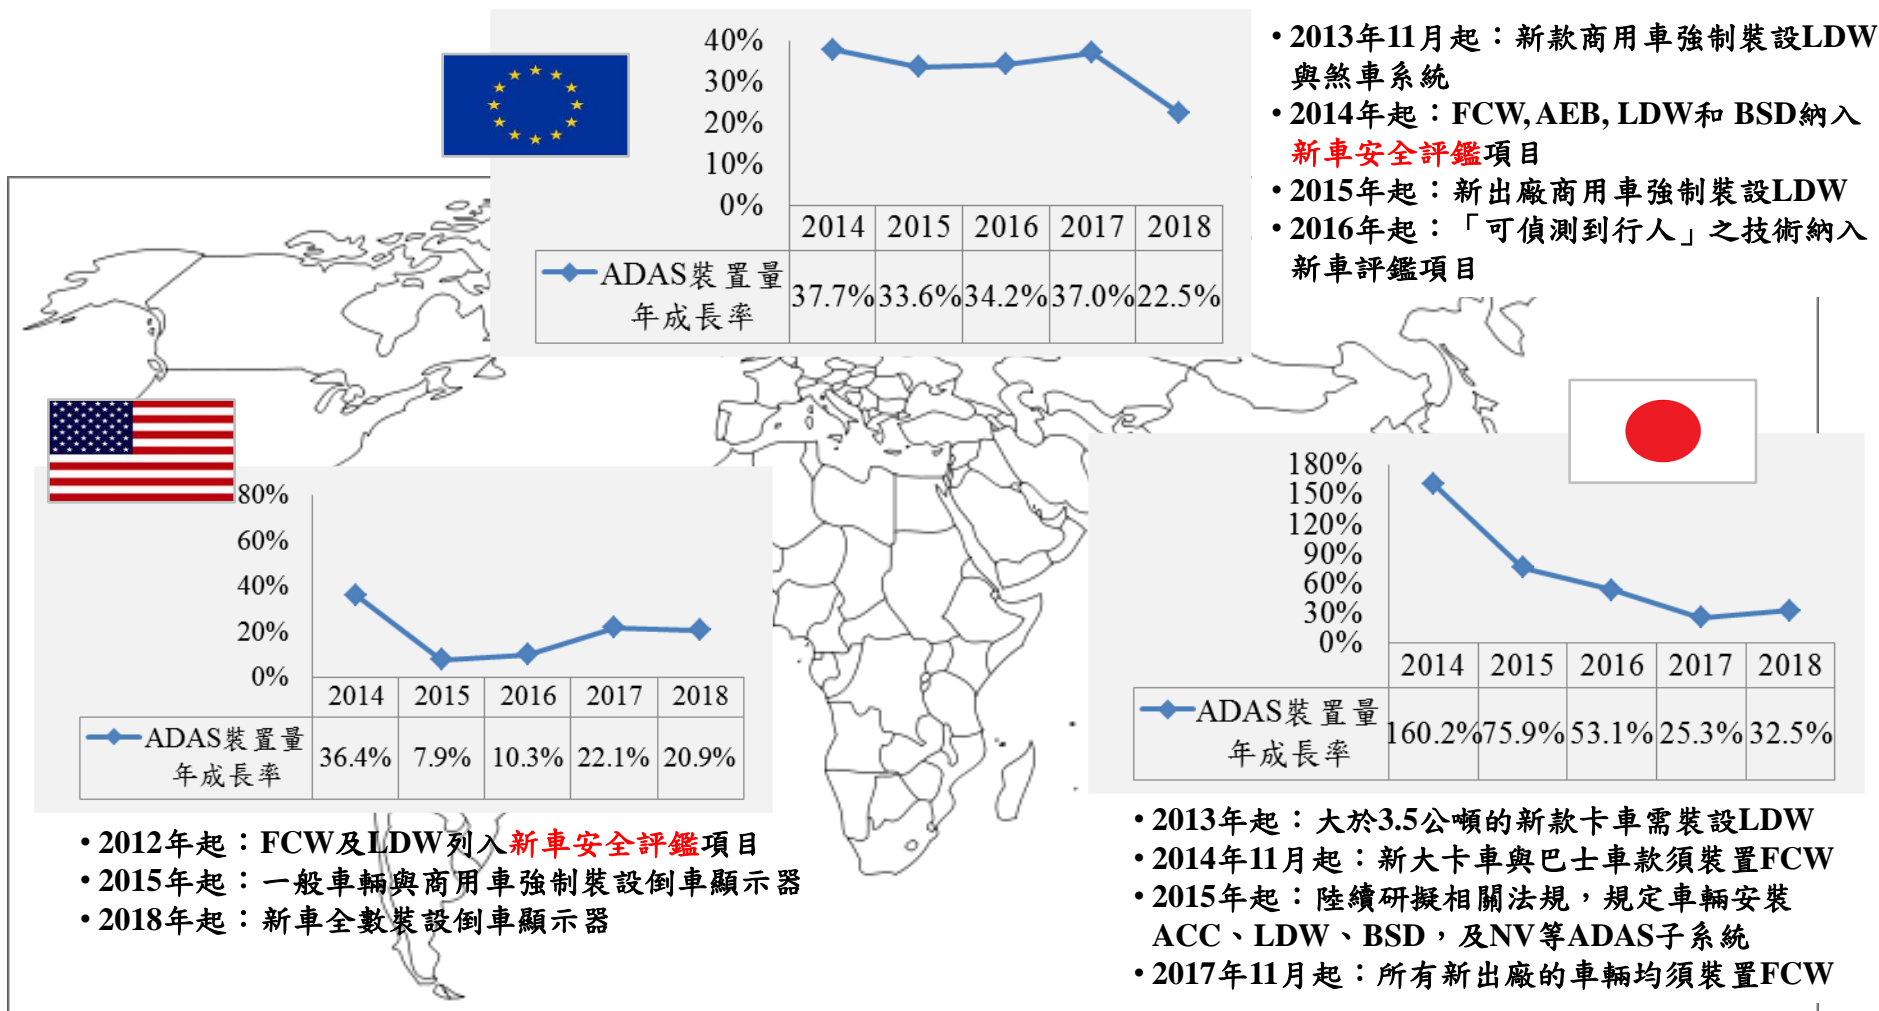 40%
30%
20%
10%
0%
2014 2015 2016 2017 2018
ADAS裝置量
年成長率
37.7% 33.6% 34.2% 37.0% 22.5%
• 2013年11月起：新款商用車強制裝設LDW
與煞車系統
• 2014年起：FCW, AEB, LDW和 BSD納入
新車安全評鑑項目
• 2015年起：新出廠商用車強制裝設LDW
• 2016年起：「可偵測到行人」之技術納入
新車評鑑項目
80%
60%
40%
20%
0%
2014 2015 2016 2017 2018
ADAS裝置量
年成長率
36.4% 7.9% 10.3% 22.1% 20.9%
• 2012年起：FCW及LDW列入新車安全評鑑項目
• 2015年起：一般車輛與商用車強制裝設倒車顯示器
• 2018年起：新車全數裝設倒車顯示器
180%
150%
120%
90%
60%
30%
0%
2014 2015 2016 2017 2018
ADAS裝置量
年成長率
160.2% 75.9% 53.1% 25.3% 32.5%
• 2013年起：大於3.5公噸的新款卡車需裝設LDW
• 2014年11月起：新大卡車與巴士車款須裝置FCW
• 2015年起：陸續研擬相關法規，規定車輛安裝
ACC、LDW、BSD，及NV等ADAS子系統
• 2017年11月起：所有新出廠的車輛均須裝置FCW